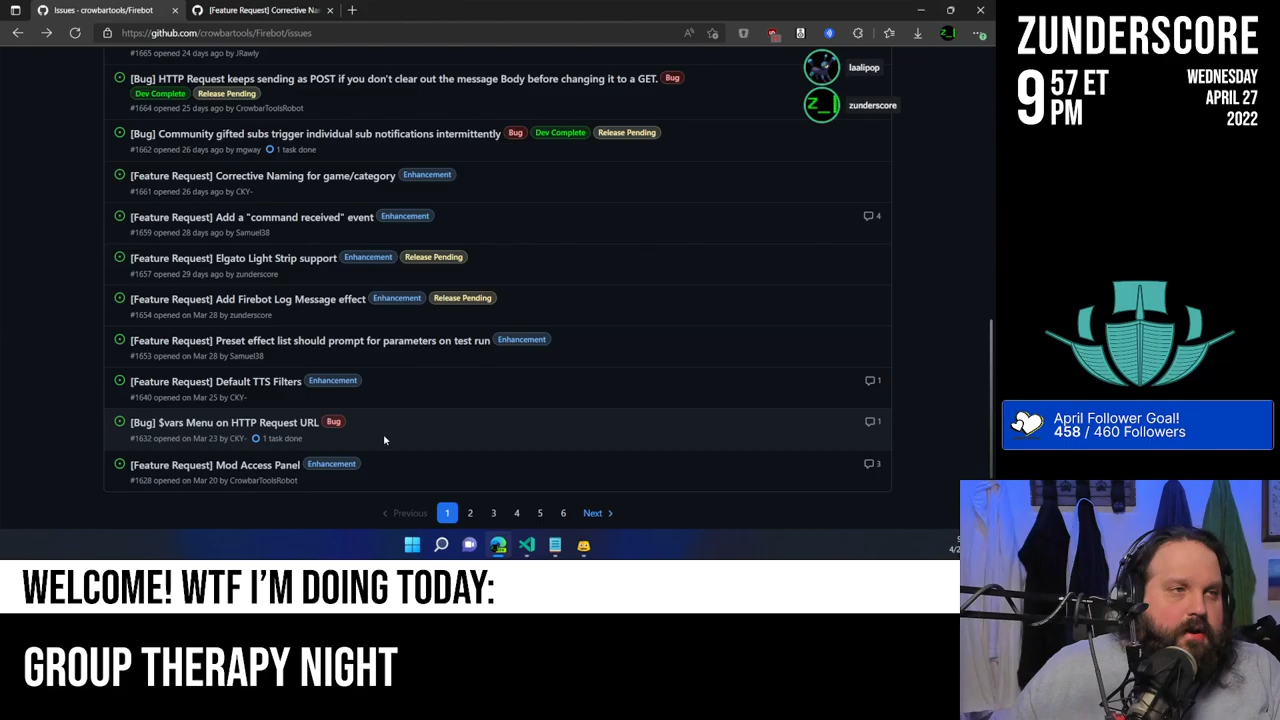 Issues - crowbartools/Firebot
[Feature Request] Corrective Na
https://github.com/crowbartools/Firebot/issues
#1665 opened 24 days ago by JRawly
[Bug] HTTP Request keeps sending as POST if you don't clear out the message Body before changing it to a GET. Bug
Dev Complete Release Pending
#1664 opened 25 days ago by CrowbarToolsRobot
[Bug] Community gifted subs trigger individual sub notifications intermittently Bug Dev Complete Release Pending
#1662 opened 26 days ago by mgway 1 task done
[Feature Request] Corrective Naming for game/category Enhancement
#1661 opened 26 days ago by CKY-
[Feature Request] Add a "command received" event Enhancement 4
#1659 opened 28 days ago by Samuel38
[Feature Request] Elgato Light Strip support Enhancement Release Pending
#1657 opened 29 days ago by zunderscore
[Feature Request] Add Firebot Log Message effect Enhancement Release Pending
#1654 opened on Mar 28 by zunderscore
[Feature Request] Preset effect list should prompt for parameters on test run Enhancement
#1653 opened on Mar 28 by Samuel38
[Feature Request] Default TTS Filters Enhancement 1
#1640 opened on Mar 25 by CKY-
[Bug] $vars Menu on HTTP Request URL Bug 1
#1632 opened on Mar 23 by CKY- 1 task done
[Feature Request] Mod Access Panel Enhancement 3
#1628 opened on Mar 20 by CrowbarToolsRobot
Previous 1 2 3 4 5 6 Next
laalipop
z_l zunderscore
ZUNDERSCORE
9 57 ET PM
WEDNESDAY
APRIL 27
2022
April Follower Goal!
458 / 460 Followers
WELCOME! WTF I'M DOING TODAY:
GROUP THERAPY NIGHT